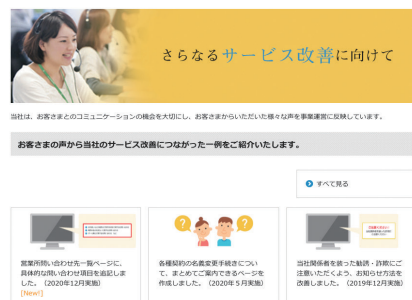 さらなるサービス改善に向けて
当社は、お客さまとのコミュニケーションの機会を大切にし、お客さまからいただいた様々な声を事業運営に反映しています。
お客さまの声から当社のサービス改善につながった一例をご紹介いたします。
すべて見る
営業所問い合わせ先一覧ページに、
具体的な問い合わせ項目を追記しま
した。（2020年12月実施）
[New!]
各種契約の名義変更手続きについ
て、まとめてご案内できるページを
作成しました。（2020年5月実施）
当社関係者を装った勧誘・詐欺にご
注意いただくよう、お知らせ方法を
改善しました。（2019年12月実施）